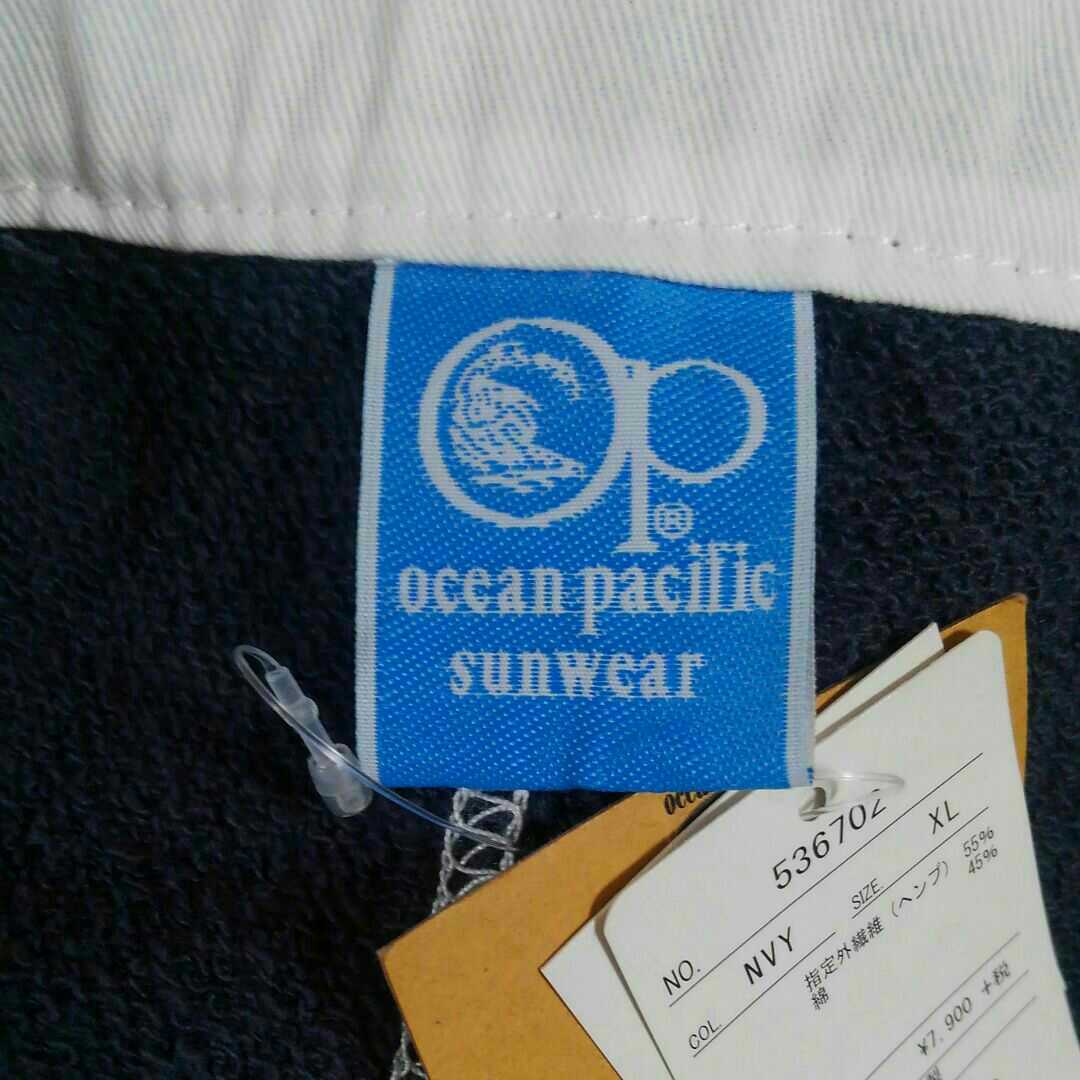 op®
ocean pacific
sunwear
NO. 536702
COL. NVY SIZE. XL
指定外繊維(ヘンプ) 55%
綿 45%
¥7,900 +税